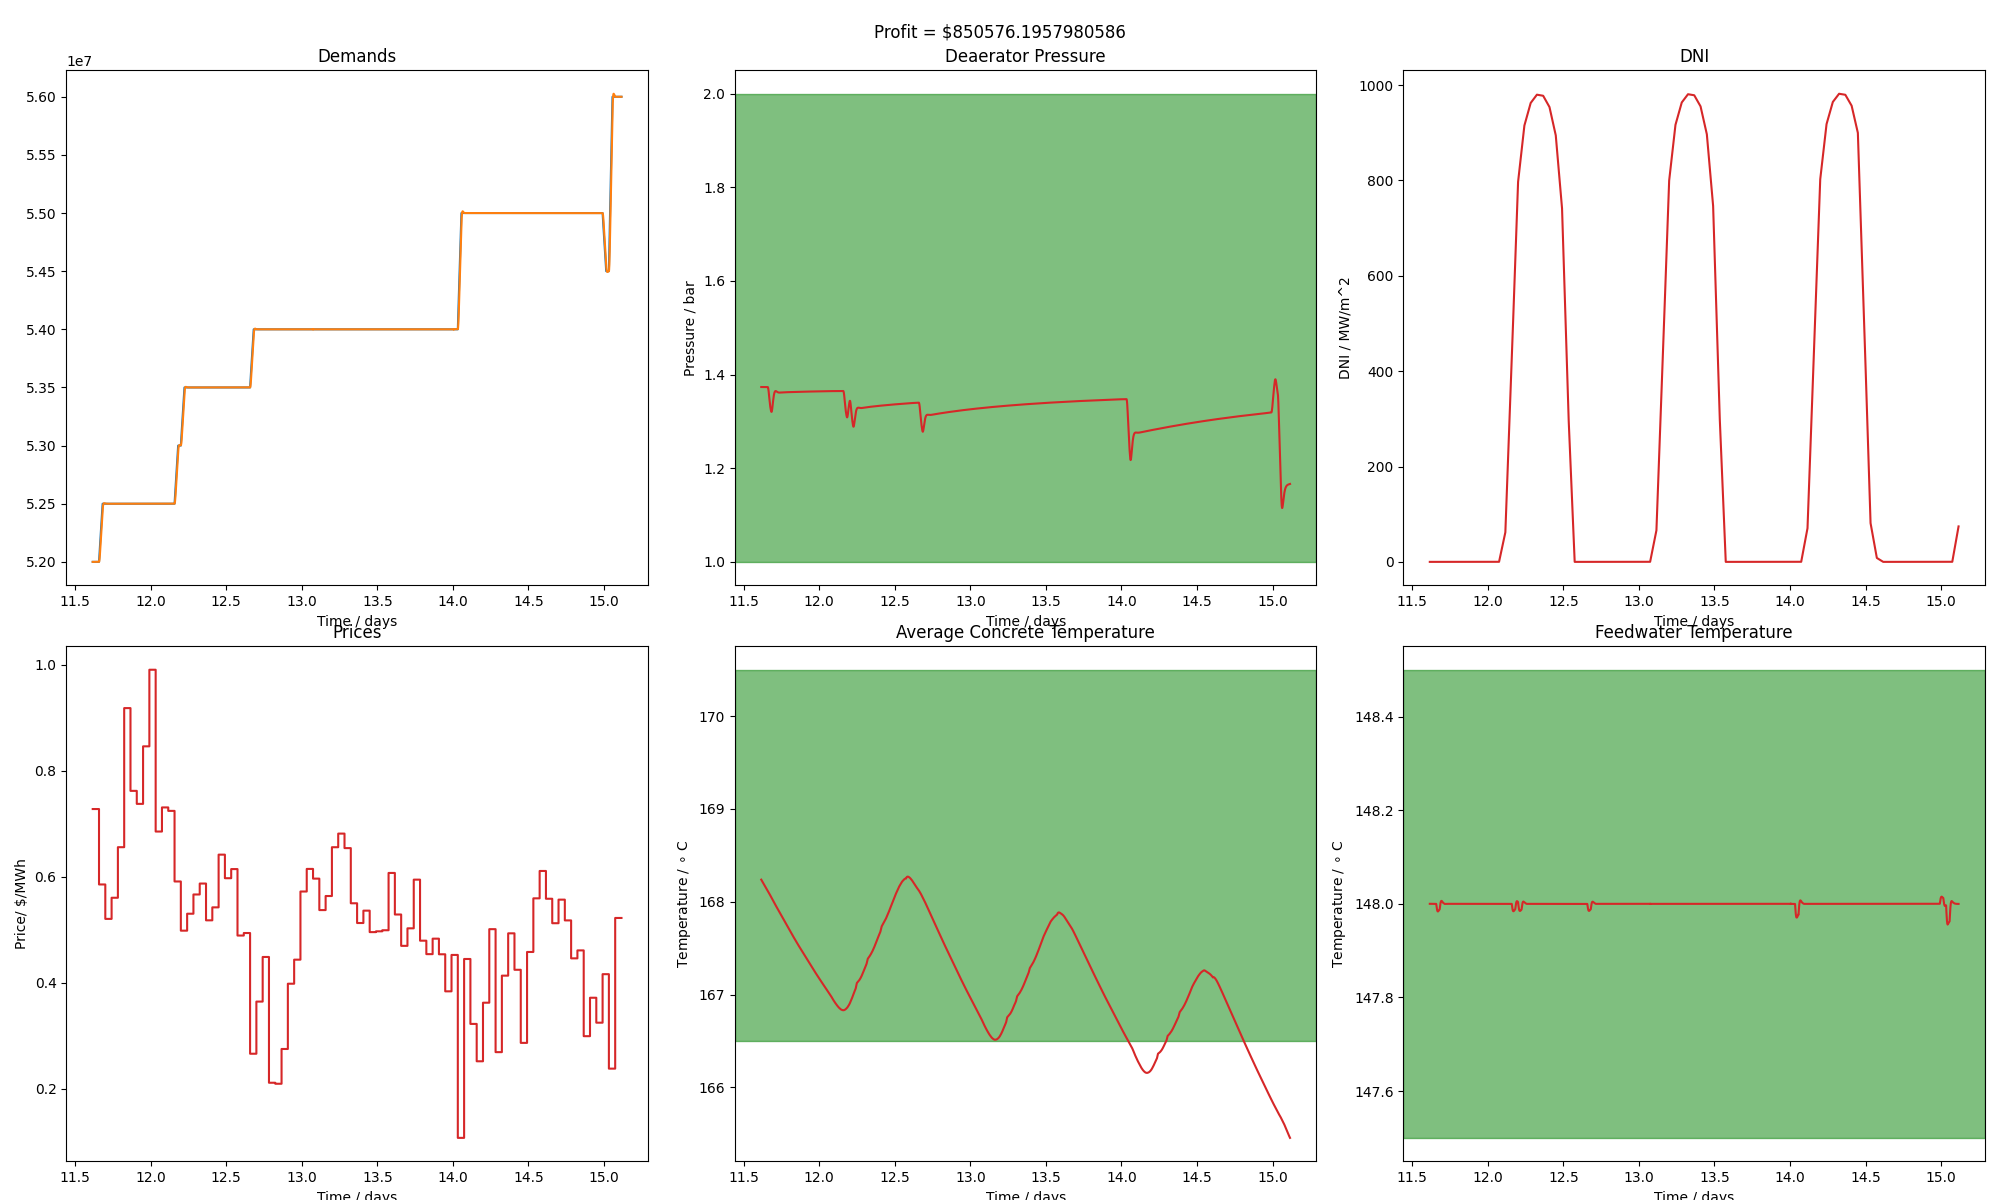 Profit = $850576.1957980586
Demands
1e7
5.60
5.55
5.50
5.45
5.40
5.35
5.30
5.25
5.20
11.5 12.0 12.5 13.0 13.5 14.0 14.5 15.0
Time / days
Deaerator Pressure
Pressure / bar
2.0
1.8
1.6
1.4
1.2
1.0
11.5 12.0 12.5 13.0 13.5 14.0 14.5 15.0
Time / days
DNI
DNI / MW/m^2
1000
800
600
400
200
0
11.5 12.0 12.5 13.0 13.5 14.0 14.5 15.0
Time / days
Prices
Price/ $/MWh
1.0
0.8
0.6
0.4
0.2
11.5 12.0 12.5 13.0 13.5 14.0 14.5 15.0
Time / days
Average Concrete Temperature
Temperature / ∘ C
170
169
168
167
166
11.5 12.0 12.5 13.0 13.5 14.0 14.5 15.0
Time / days
Feedwater Temperature
Temperature / ∘ C
148.4
148.2
148.0
147.8
147.6
11.5 12.0 12.5 13.0 13.5 14.0 14.5 15.0
Time / days